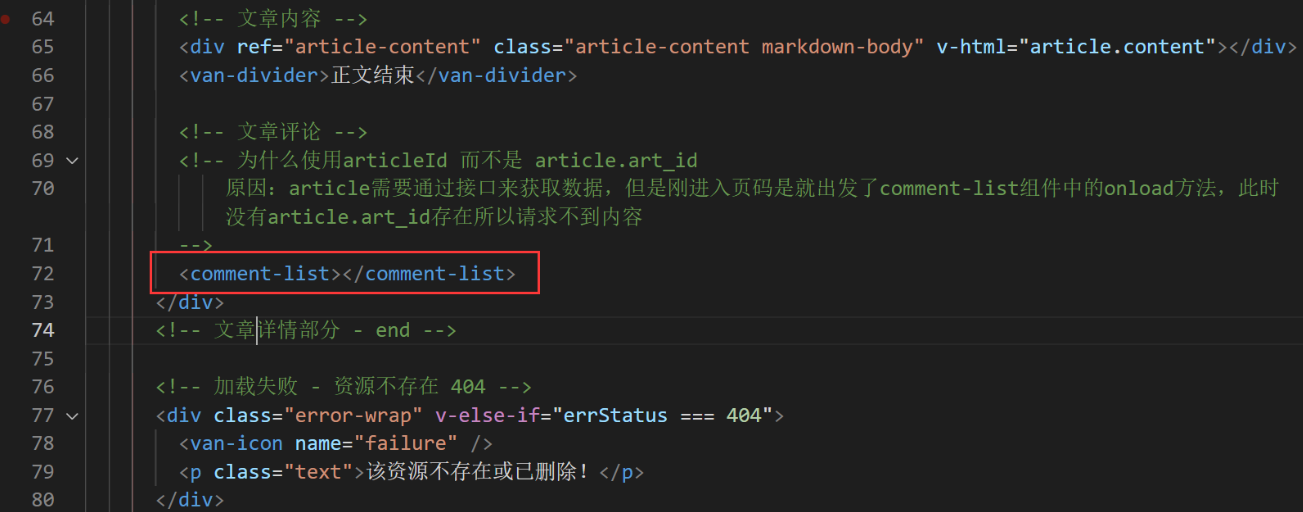 64 <!-- 文章内容 -->
65 <div ref="article-content" class="article-content markdown-body" v-html="article.content"></div>
66 <van-divider>正文结束</van-divider>
67
68 <!-- 文章评论 -->
69 <!-- 为什么使用articleId 而不是 article.art_id
70 原因：article需要通过接口来获取数据，但是刚进入页码是就出发了comment-list组件中的onload方法，此时
没有article.art_id存在所以请求不到内容
71 -->
72 <comment-list></comment-list>
73 </div>
74 <!-- 文章详情部分 - end -->
75
76 <!-- 加载失败 - 资源不存在 404 -->
77 <div class="error-wrap" v-else-if="errStatus === 404">
78 <van-icon name="failure" />
79 <p class="text">该资源不存在或已删除！</p>
80 </div>